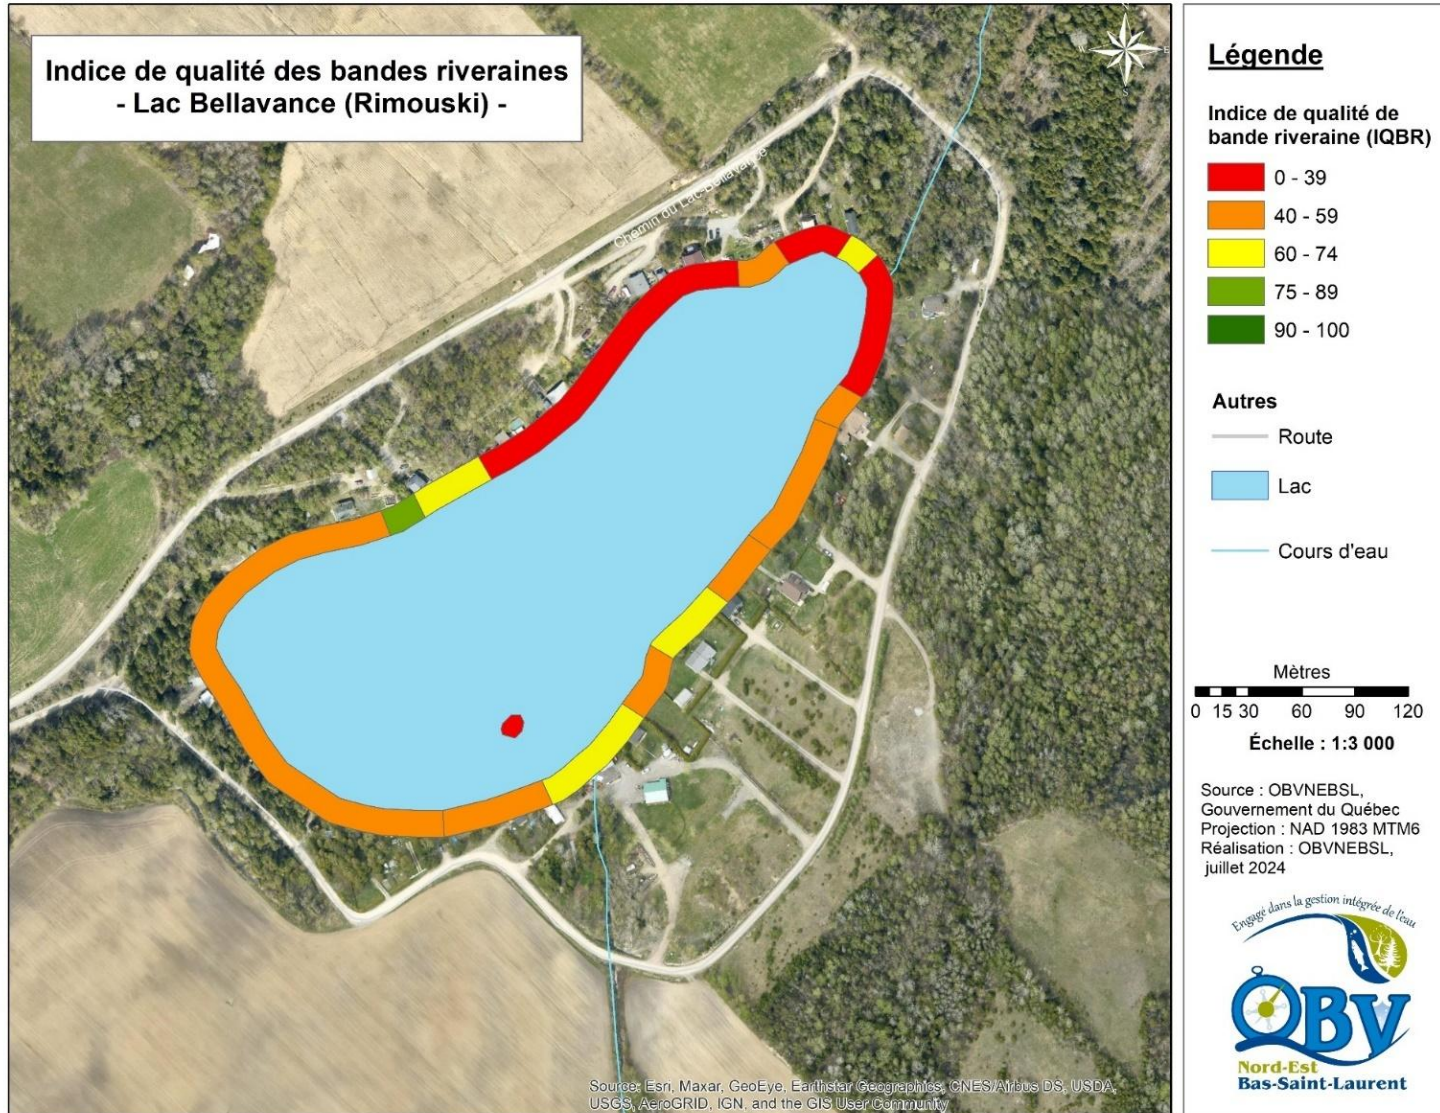 Indice de qualité des bandes riveraines
- Lac Bellavance (Rimouski) -
N
W
E
S
Chemin du Lac-Bellavance
Source: Esri, Maxar, GeoEye, Earthstar Geographics, CNES/Airbus DS, USDA,
USGS, AeroGRID, IGN, and the GIS User Community
Légende
Indice de qualité de
bande riveraine (IQBR)
0 - 39
40 - 59
60 - 74
75 - 89
90 - 100
Autres
Route
Lac
Cours d'eau
Mètres
0 15 30 60 90 120
Échelle : 1:3 000
Source : OBVNEBSL,
Gouvernement du Québec
Projection : NAD 1983 MTM6
Réalisation : OBVNEBSL,
juillet 2024
Engagé dans la gestion intégrée de l'eau
OBV
Nord-Est
Bas-Saint-Laurent